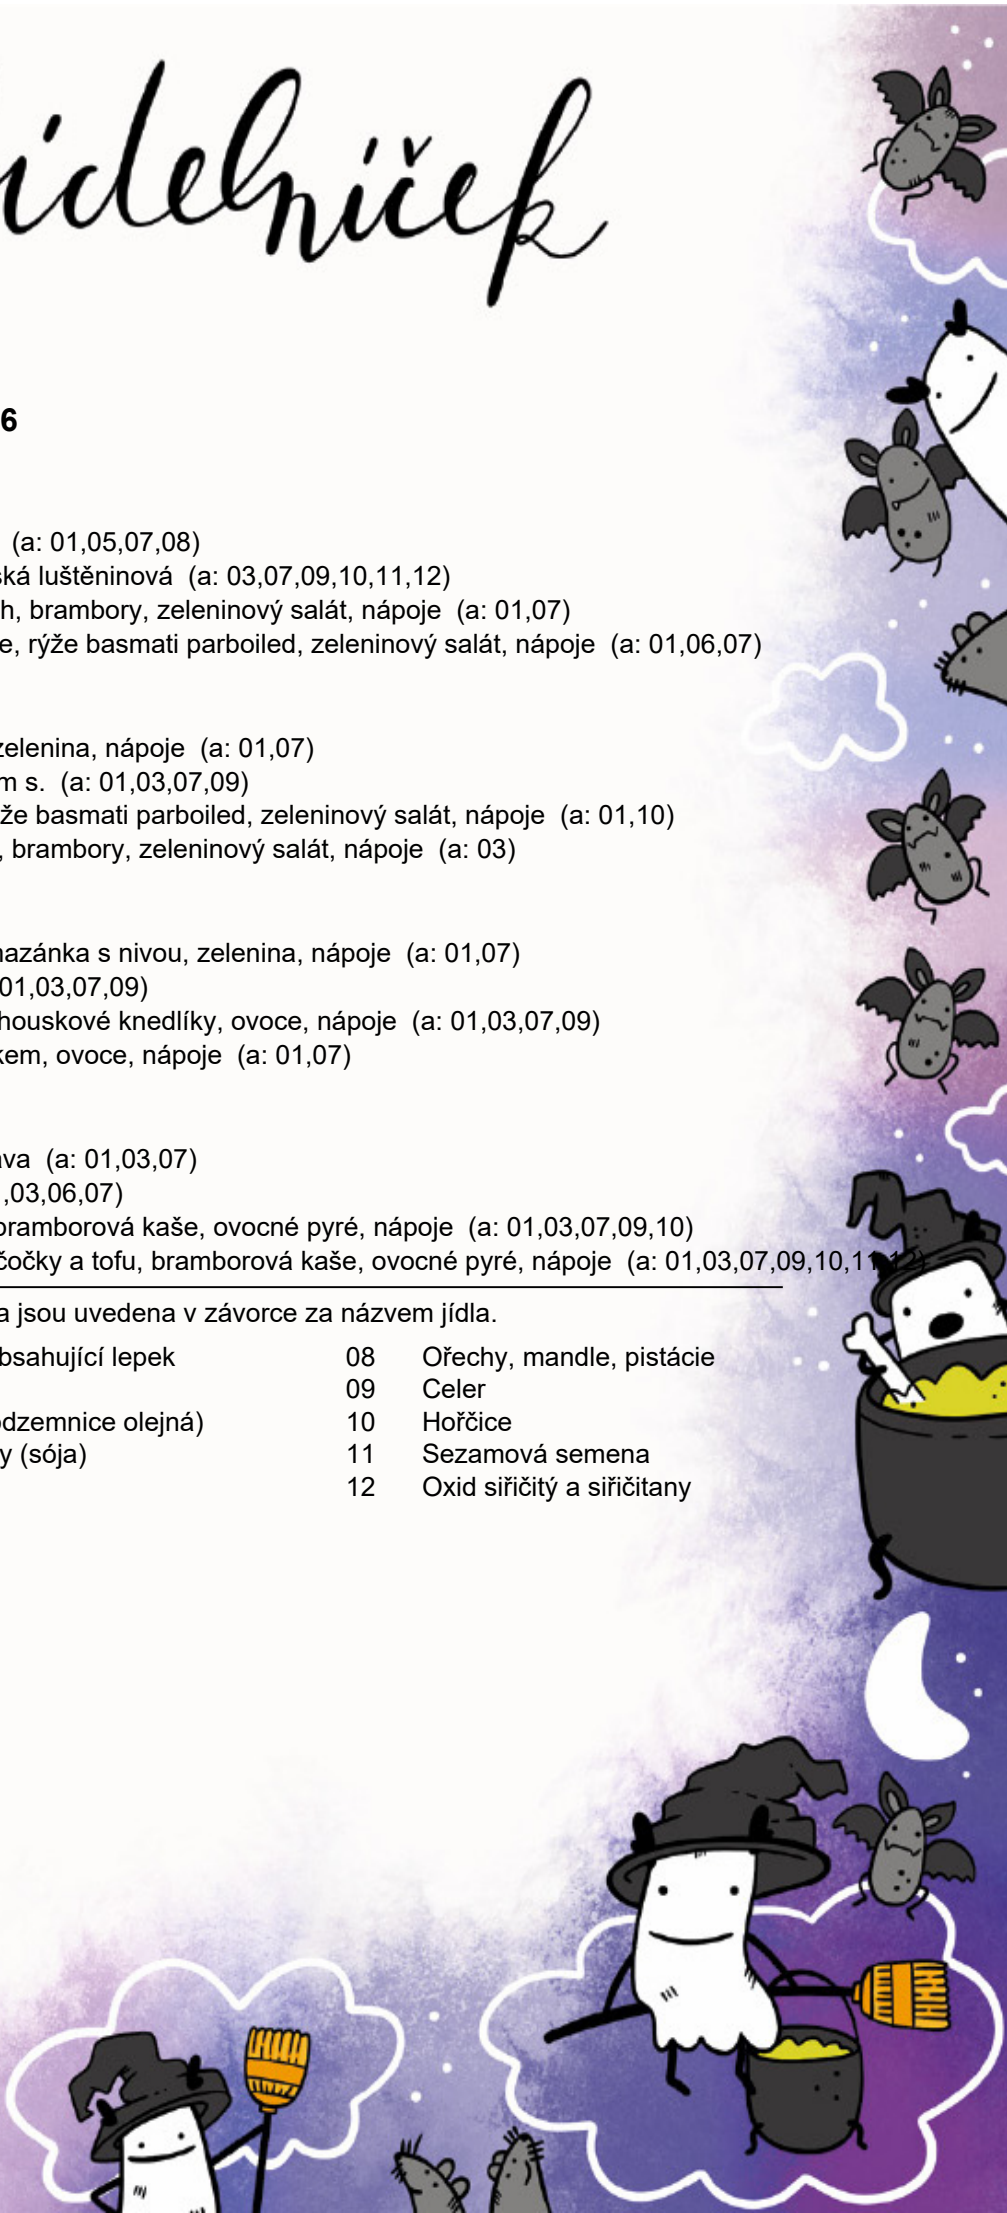 ídelníček
6
(a: 01,05,07,08)
ská luštěninová (a: 03,07,09,10,11,12)
h, brambory, zeleninový salát, nápoje (a: 01,07)
e, rýže basmati parboiled, zeleninový salát, nápoje (a: 01,06,07)
zelenina, nápoje (a: 01,07)
m s. (a: 01,03,07,09)
že basmati parboiled, zeleninový salát, nápoje (a: 01,10)
, brambory, zeleninový salát, nápoje (a: 03)
nazánka s nivou, zelenina, nápoje (a: 01,07)
01,03,07,09)
houskové knedlíky, ovoce, nápoje (a: 01,03,07,09)
kem, ovoce, nápoje (a: 01,07)
ava (a: 01,03,07)
,03,06,07)
bramborová kaše, ovocné pyré, nápoje (a: 01,03,07,09,10)
čočky a tofu, bramborová kaše, ovocné pyré, nápoje (a: 01,03,07,09,10,11,12)
a jsou uvedena v závorce za názvem jídla.
bsahující lepek 08 Ořechy, mandle, pistácie
09 Celer
odzemnice olejná) 10 Hořčice
y (sója) 11 Sezamová semena
12 Oxid siřičitý a siřičitany